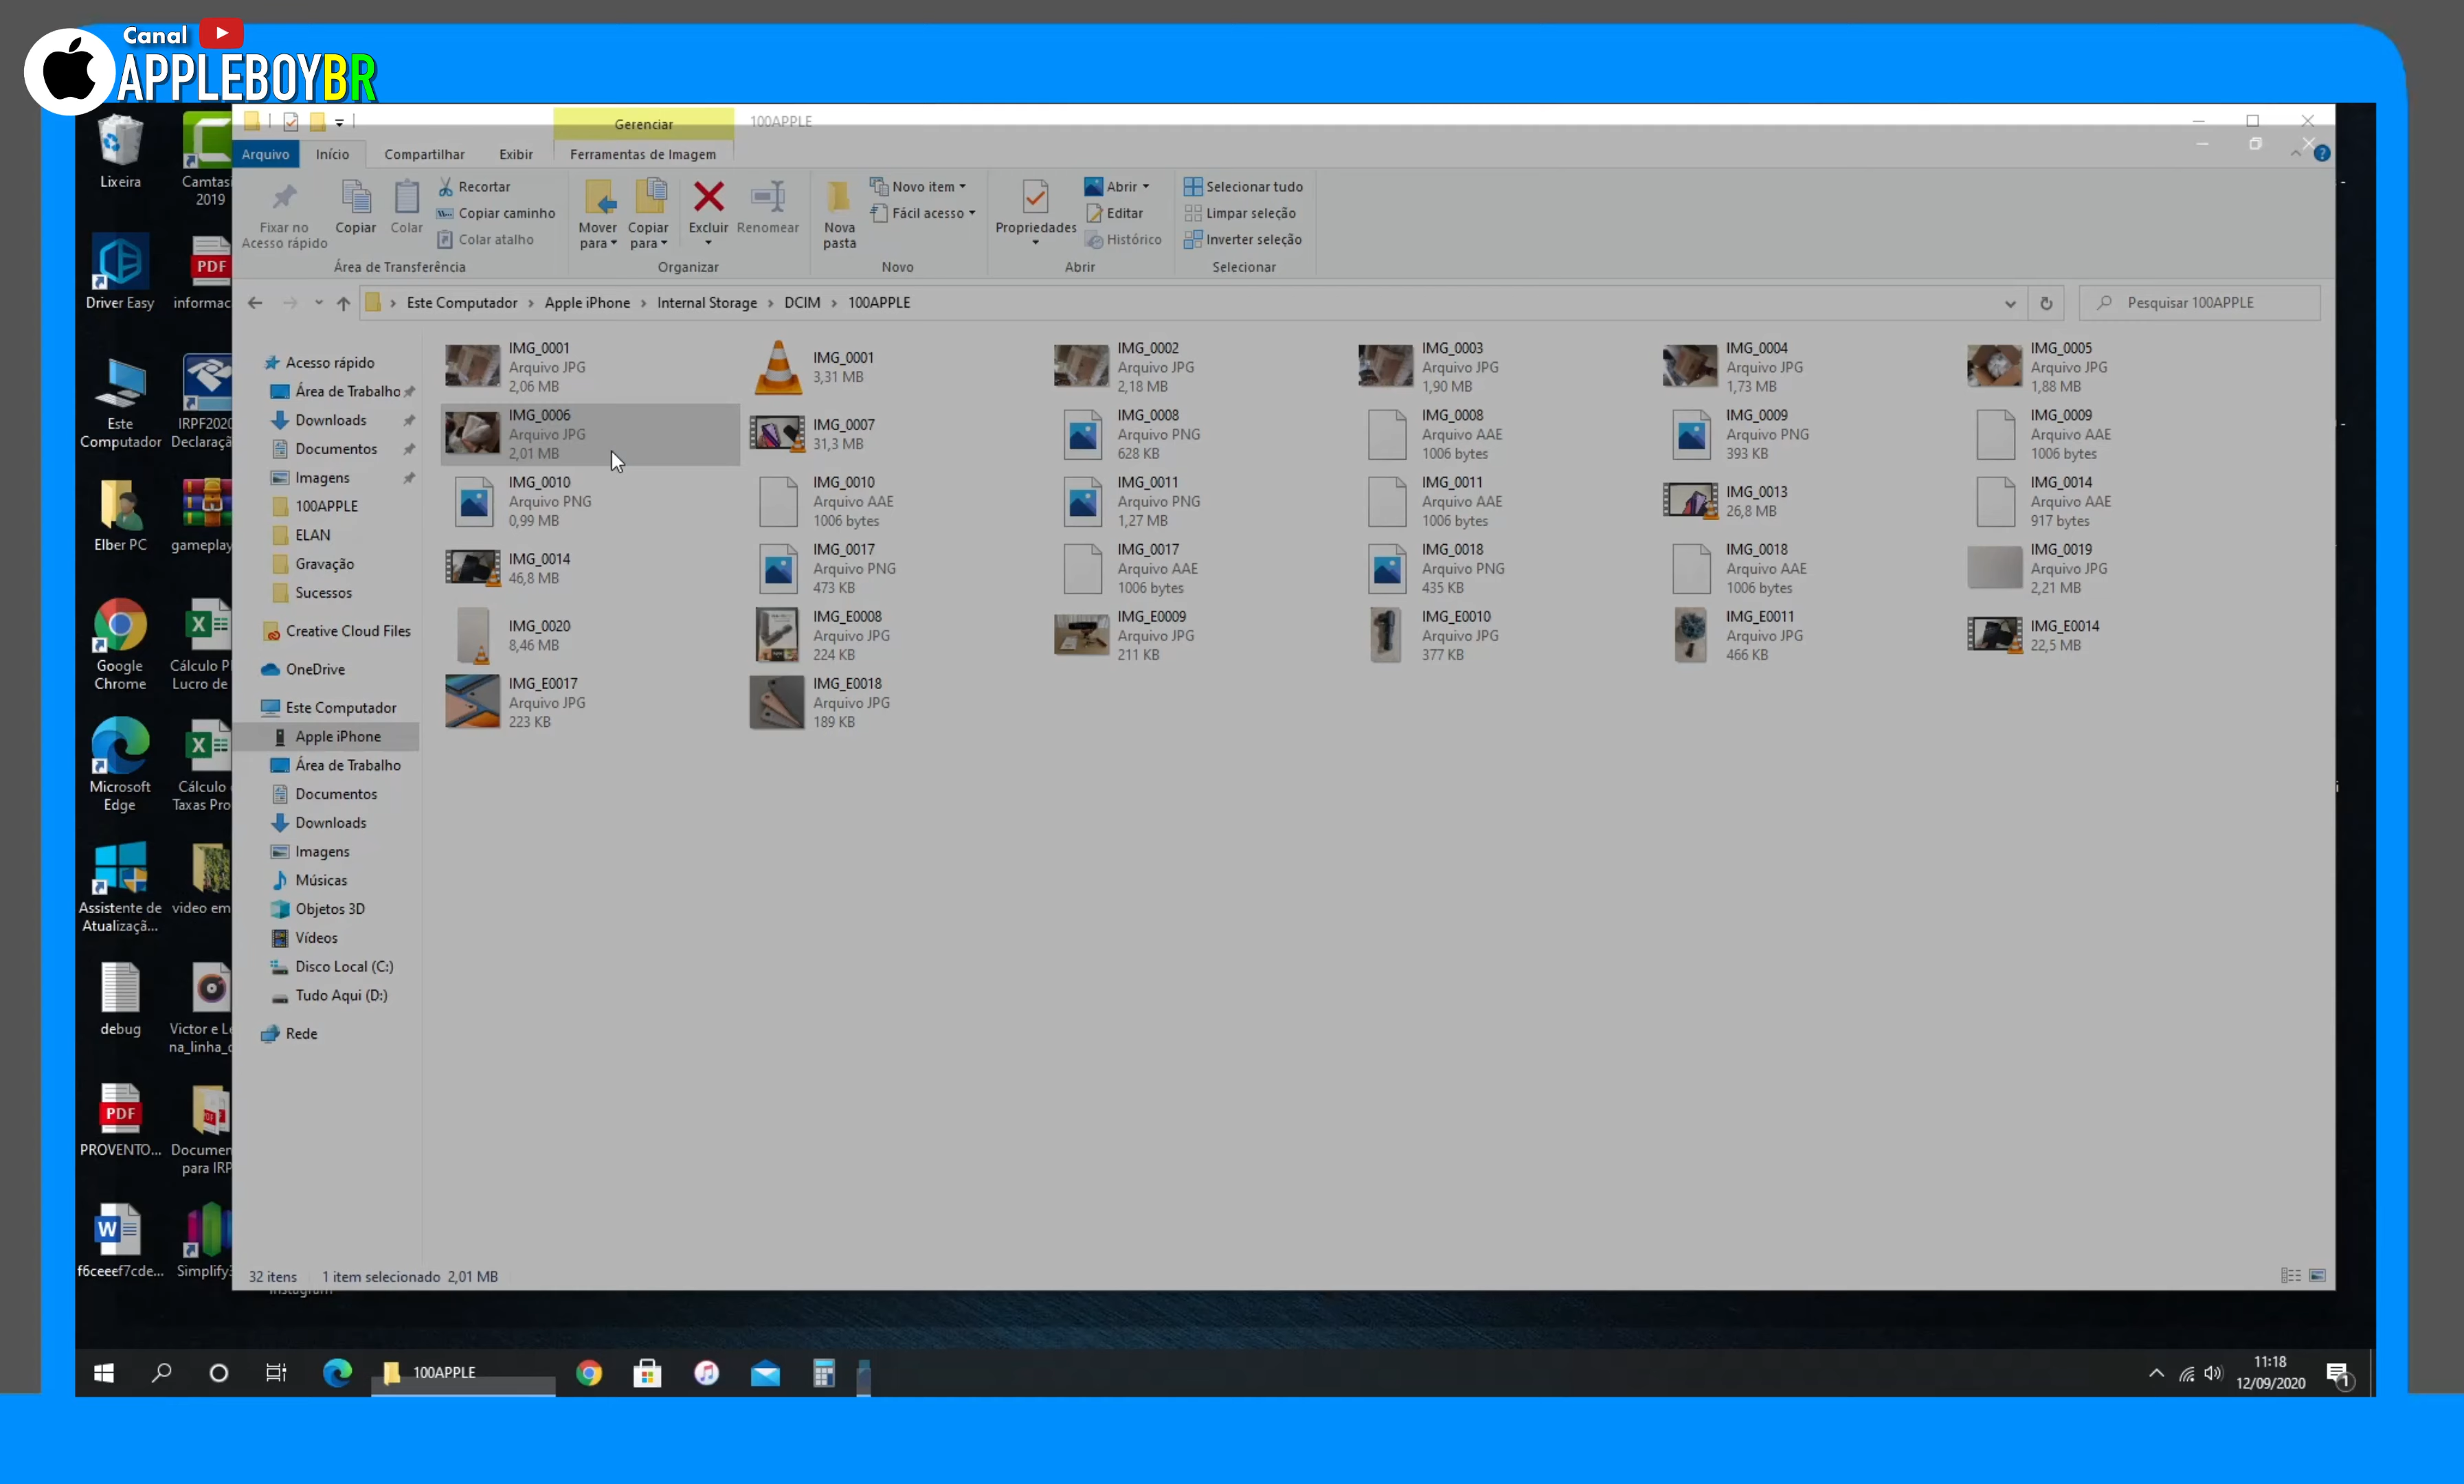 Canal
APPLEBOYBR
Gerenciar
100APPLE
Arquivo
Início
Compartilhar
Exibir
Ferramentas de Imagem
Fixar no
Acesso rápido
Copiar
Colar
Recortar
Copiar caminho
Colar atalho
Área de Transferência
Mover
para
Copiar
para
Excluir
Renomear
Organizar
Nova
pasta
Novo item
Fácil acesso
Novo
Propriedades
Abrir
Editar
Histórico
Abrir
Selecionar tudo
Limpar seleção
Inverter seleção
Selecionar
Este Computador
Apple iPhone
Internal Storage
DCIM
100APPLE
Pesquisar 100APPLE
Lixeira
Camtasi
2019
Driver Easy
informac
Este
Computador
IRPF2020
Declaraçã
Elber PC
gameplay
Google
Chrome
Cálculo Pl
Lucro de
Microsoft
Edge
Cálculo
Taxas Pro
Assistente de
Atualizaçã...
video em
debug
Victor e Le
na_linha_c
PDF
PROVENTO...
Documen
para IRP
f6ceeef7cde...
Simplify3
Acesso rápido
Área de Trabalho
Downloads
Documentos
Imagens
100APPLE
ELAN
Gravação
Sucessos
Creative Cloud Files
OneDrive
Este Computador
Apple iPhone
Área de Trabalho
Documentos
Downloads
Imagens
Músicas
Objetos 3D
Vídeos
Disco Local (C:)
Tudo Aqui (D:)
Rede
IMG_0001
Arquivo JPG
2,06 MB
IMG_0001
3,31 MB
IMG_0002
Arquivo JPG
2,18 MB
IMG_0003
Arquivo JPG
1,90 MB
IMG_0004
Arquivo JPG
1,73 MB
IMG_0005
Arquivo JPG
1,88 MB
IMG_0006
Arquivo JPG
2,01 MB
IMG_0007
31,3 MB
IMG_0008
Arquivo PNG
628 KB
IMG_0008
Arquivo AAE
1006 bytes
IMG_0009
Arquivo PNG
393 KB
IMG_0009
Arquivo AAE
1006 bytes
IMG_0010
Arquivo PNG
0,99 MB
IMG_0010
Arquivo AAE
1006 bytes
IMG_0011
Arquivo PNG
1,27 MB
IMG_0011
Arquivo AAE
1006 bytes
IMG_0013
26,8 MB
IMG_0014
Arquivo AAE
917 bytes
IMG_0014
46,8 MB
IMG_0017
Arquivo PNG
473 KB
IMG_0017
Arquivo AAE
1006 bytes
IMG_0018
Arquivo PNG
435 KB
IMG_0018
Arquivo AAE
1006 bytes
IMG_0019
Arquivo JPG
2,21 MB
IMG_0020
8,46 MB
IMG_E0008
Arquivo JPG
224 KB
IMG_E0009
Arquivo JPG
211 KB
IMG_E0010
Arquivo JPG
377 KB
IMG_E0011
Arquivo JPG
466 KB
IMG_E0014
22,5 MB
IMG_E0017
Arquivo JPG
223 KB
IMG_E0018
Arquivo JPG
189 KB
32 itens
1 item selecionado 2,01 MB
Instagram
100APPLE
11:18
12/09/2020
1